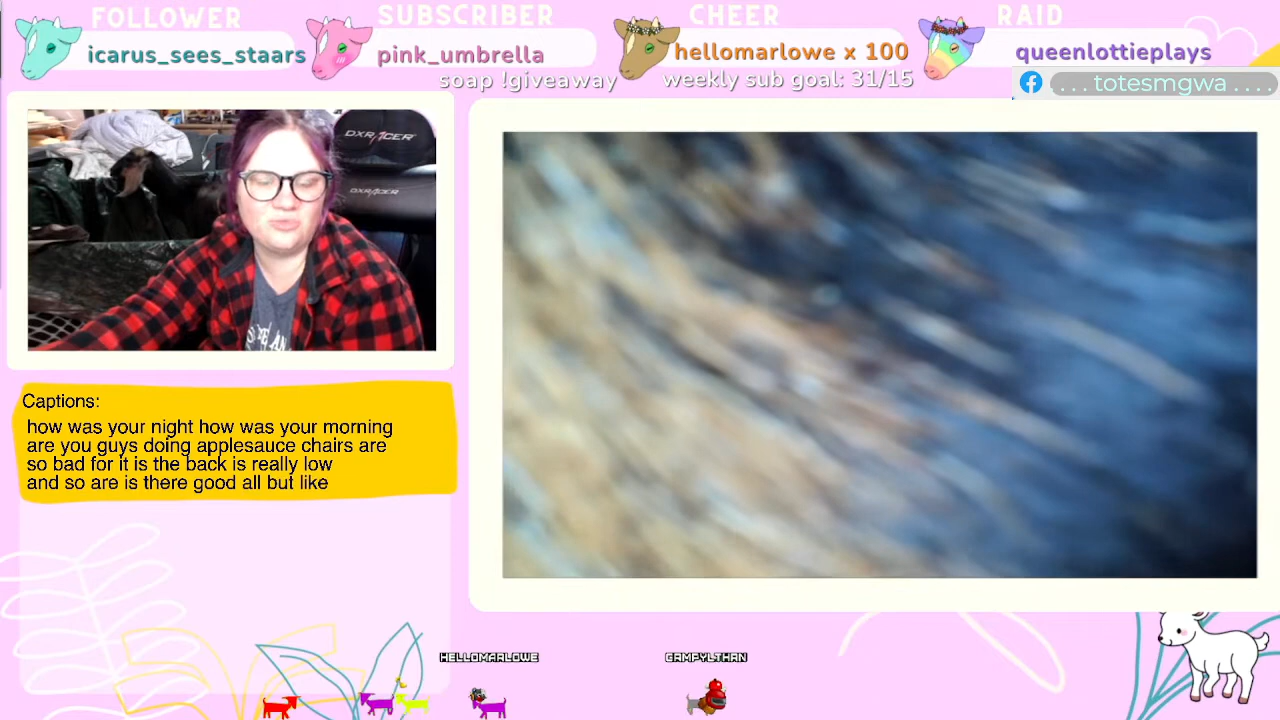 FOLLOWER
SUBSCRIBER
CHEER
RAID
icarus_sees_staars
pink_umbrella
hellomarlowe x 100
queenlottieplays
soap !giveaway
weekly sub goal: 31/15
....totesmgwa....
DXRACER
DXRACER
Captions:
how was your night how was your morning
are you guys doing applesauce chairs are
so bad for it is the back is really low
and so are is there good all but like
HELLOMARLOWE
CAMPYLTHAN